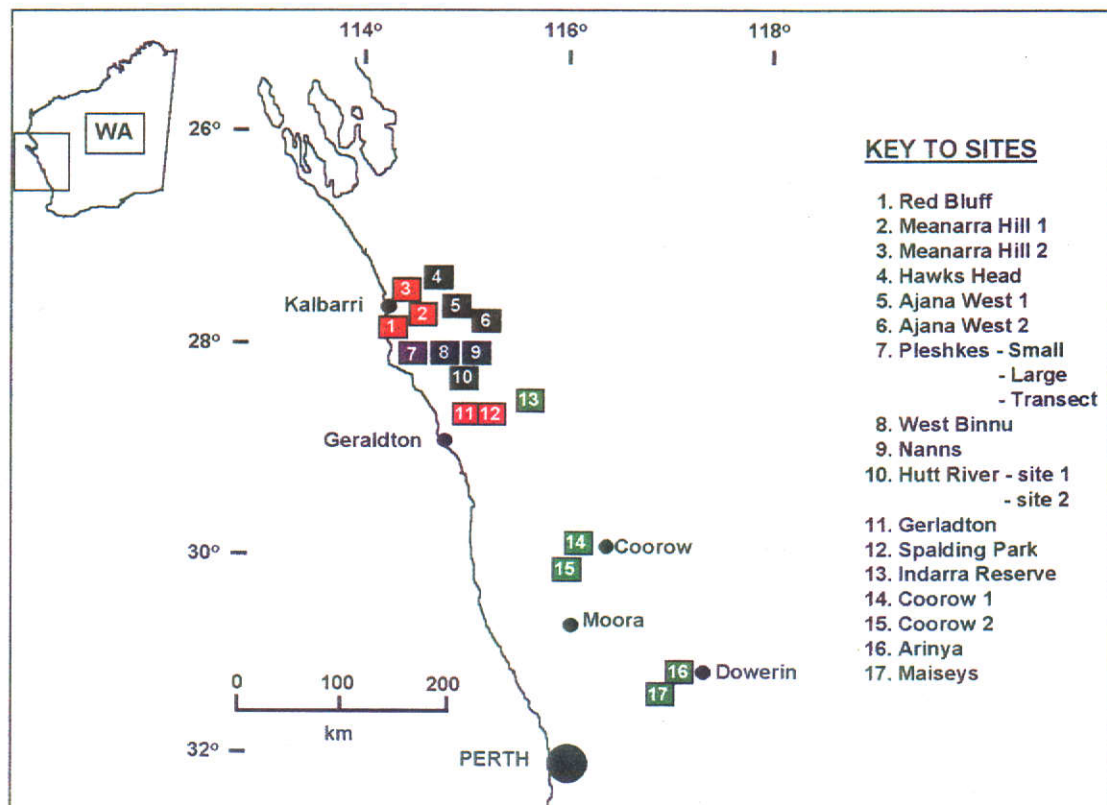 114° 116° 118°
WA
26°
28°
30°
32°
Kalbarri
Geraldton
Coorow
Moora
Dowerin
PERTH
3
4
2
5
1
6
7
8
9
10
11
12
13
14
15
16
17
0 100 200
km
KEY TO SITES
1. Red Bluff
2. Meanarra Hill 1
3. Meanarra Hill 2
4. Hawks Head
5. Ajana West 1
6. Ajana West 2
7. Pleshkes - Small
- Large
- Transect
8. West Binnu
9. Nanns
10. Hutt River - site 1
- site 2
11. Gerladton
12. Spalding Park
13. Indarra Reserve
14. Coorow 1
15. Coorow 2
16. Arinya
17. Maiseys